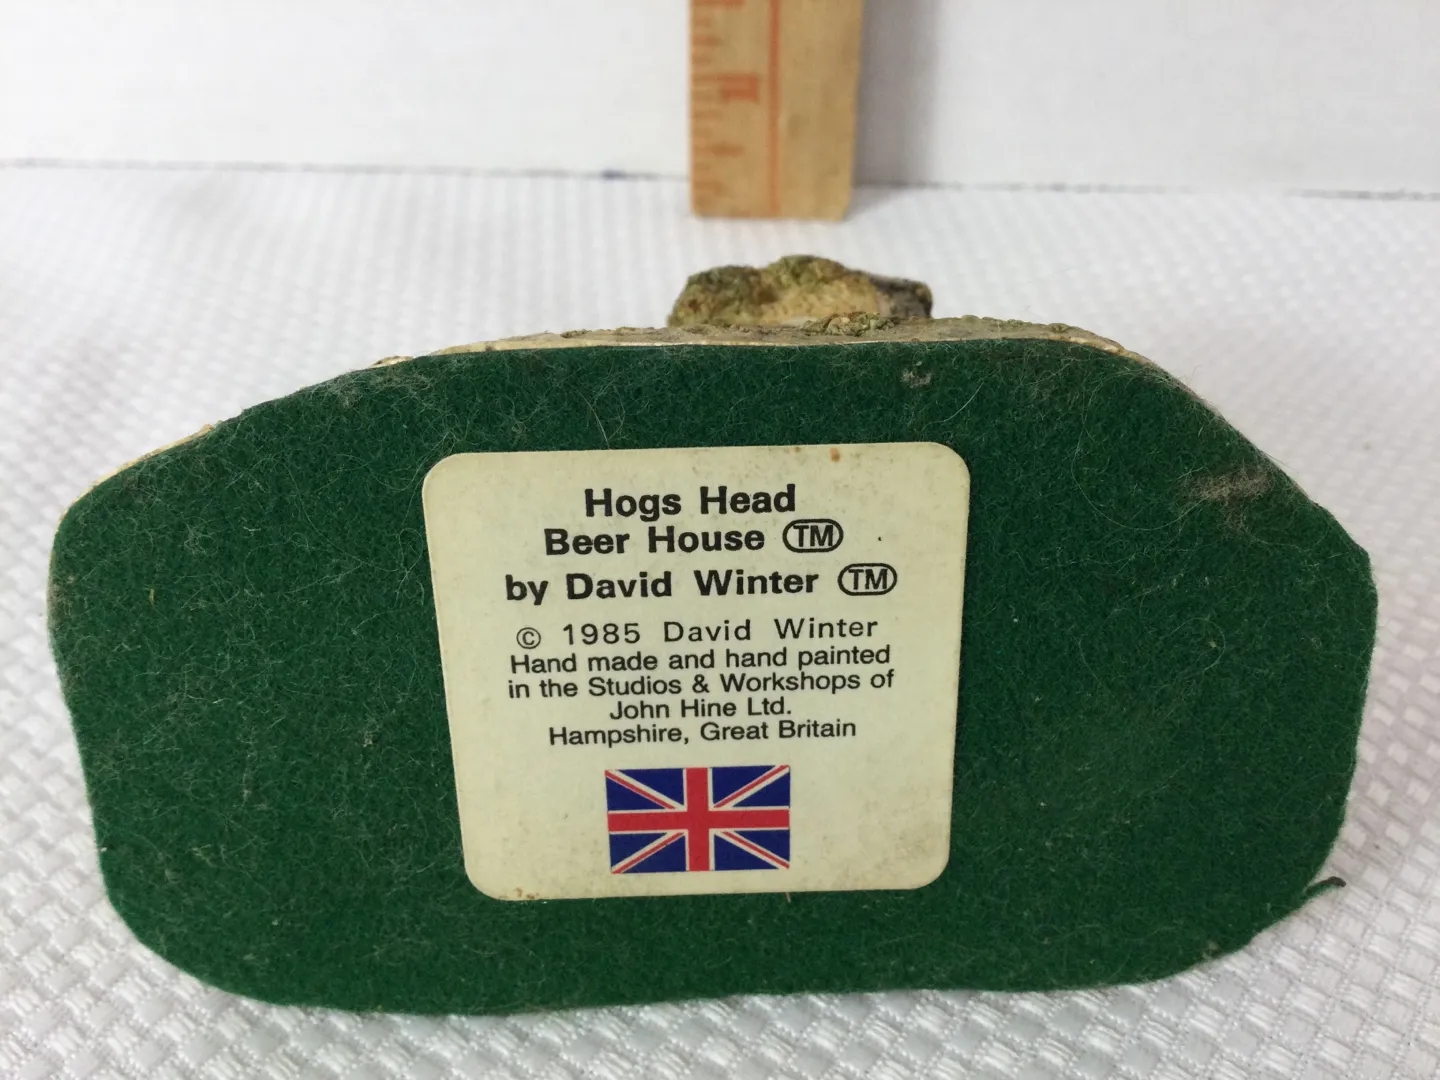 Hogs Head
Beer House TM
by David Winter TM
© 1985 David Winter
Hand made and hand painted
in the Studios & Workshops of
John Hine Ltd.
Hampshire, Great Britain